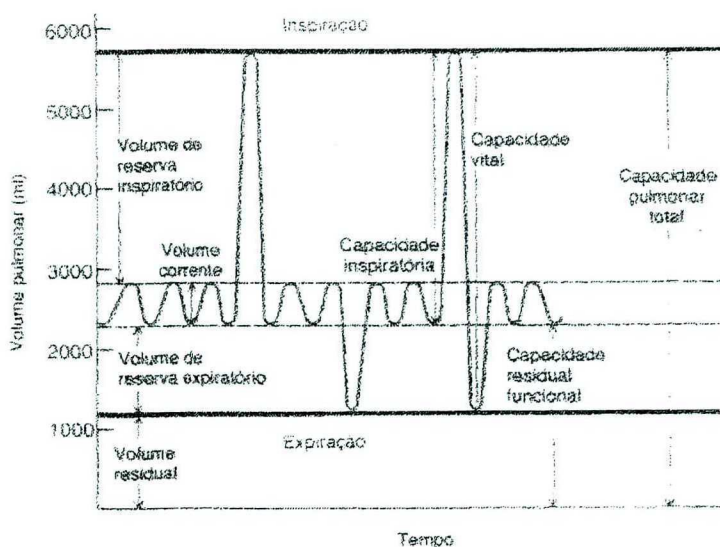 6000
Inspiração
5000
Volume de
reserva
inspiratório
Capacidade
vital
4000
Capacidade
pulmonar
total
Volume pulmonar (ml)
Volume
corrente
Capacidade
inspiratória
3000
2000
Volume de
reserva expiratório
Capacidade
residual
funcional
1000
Volume
residual
Expiração
Tempo